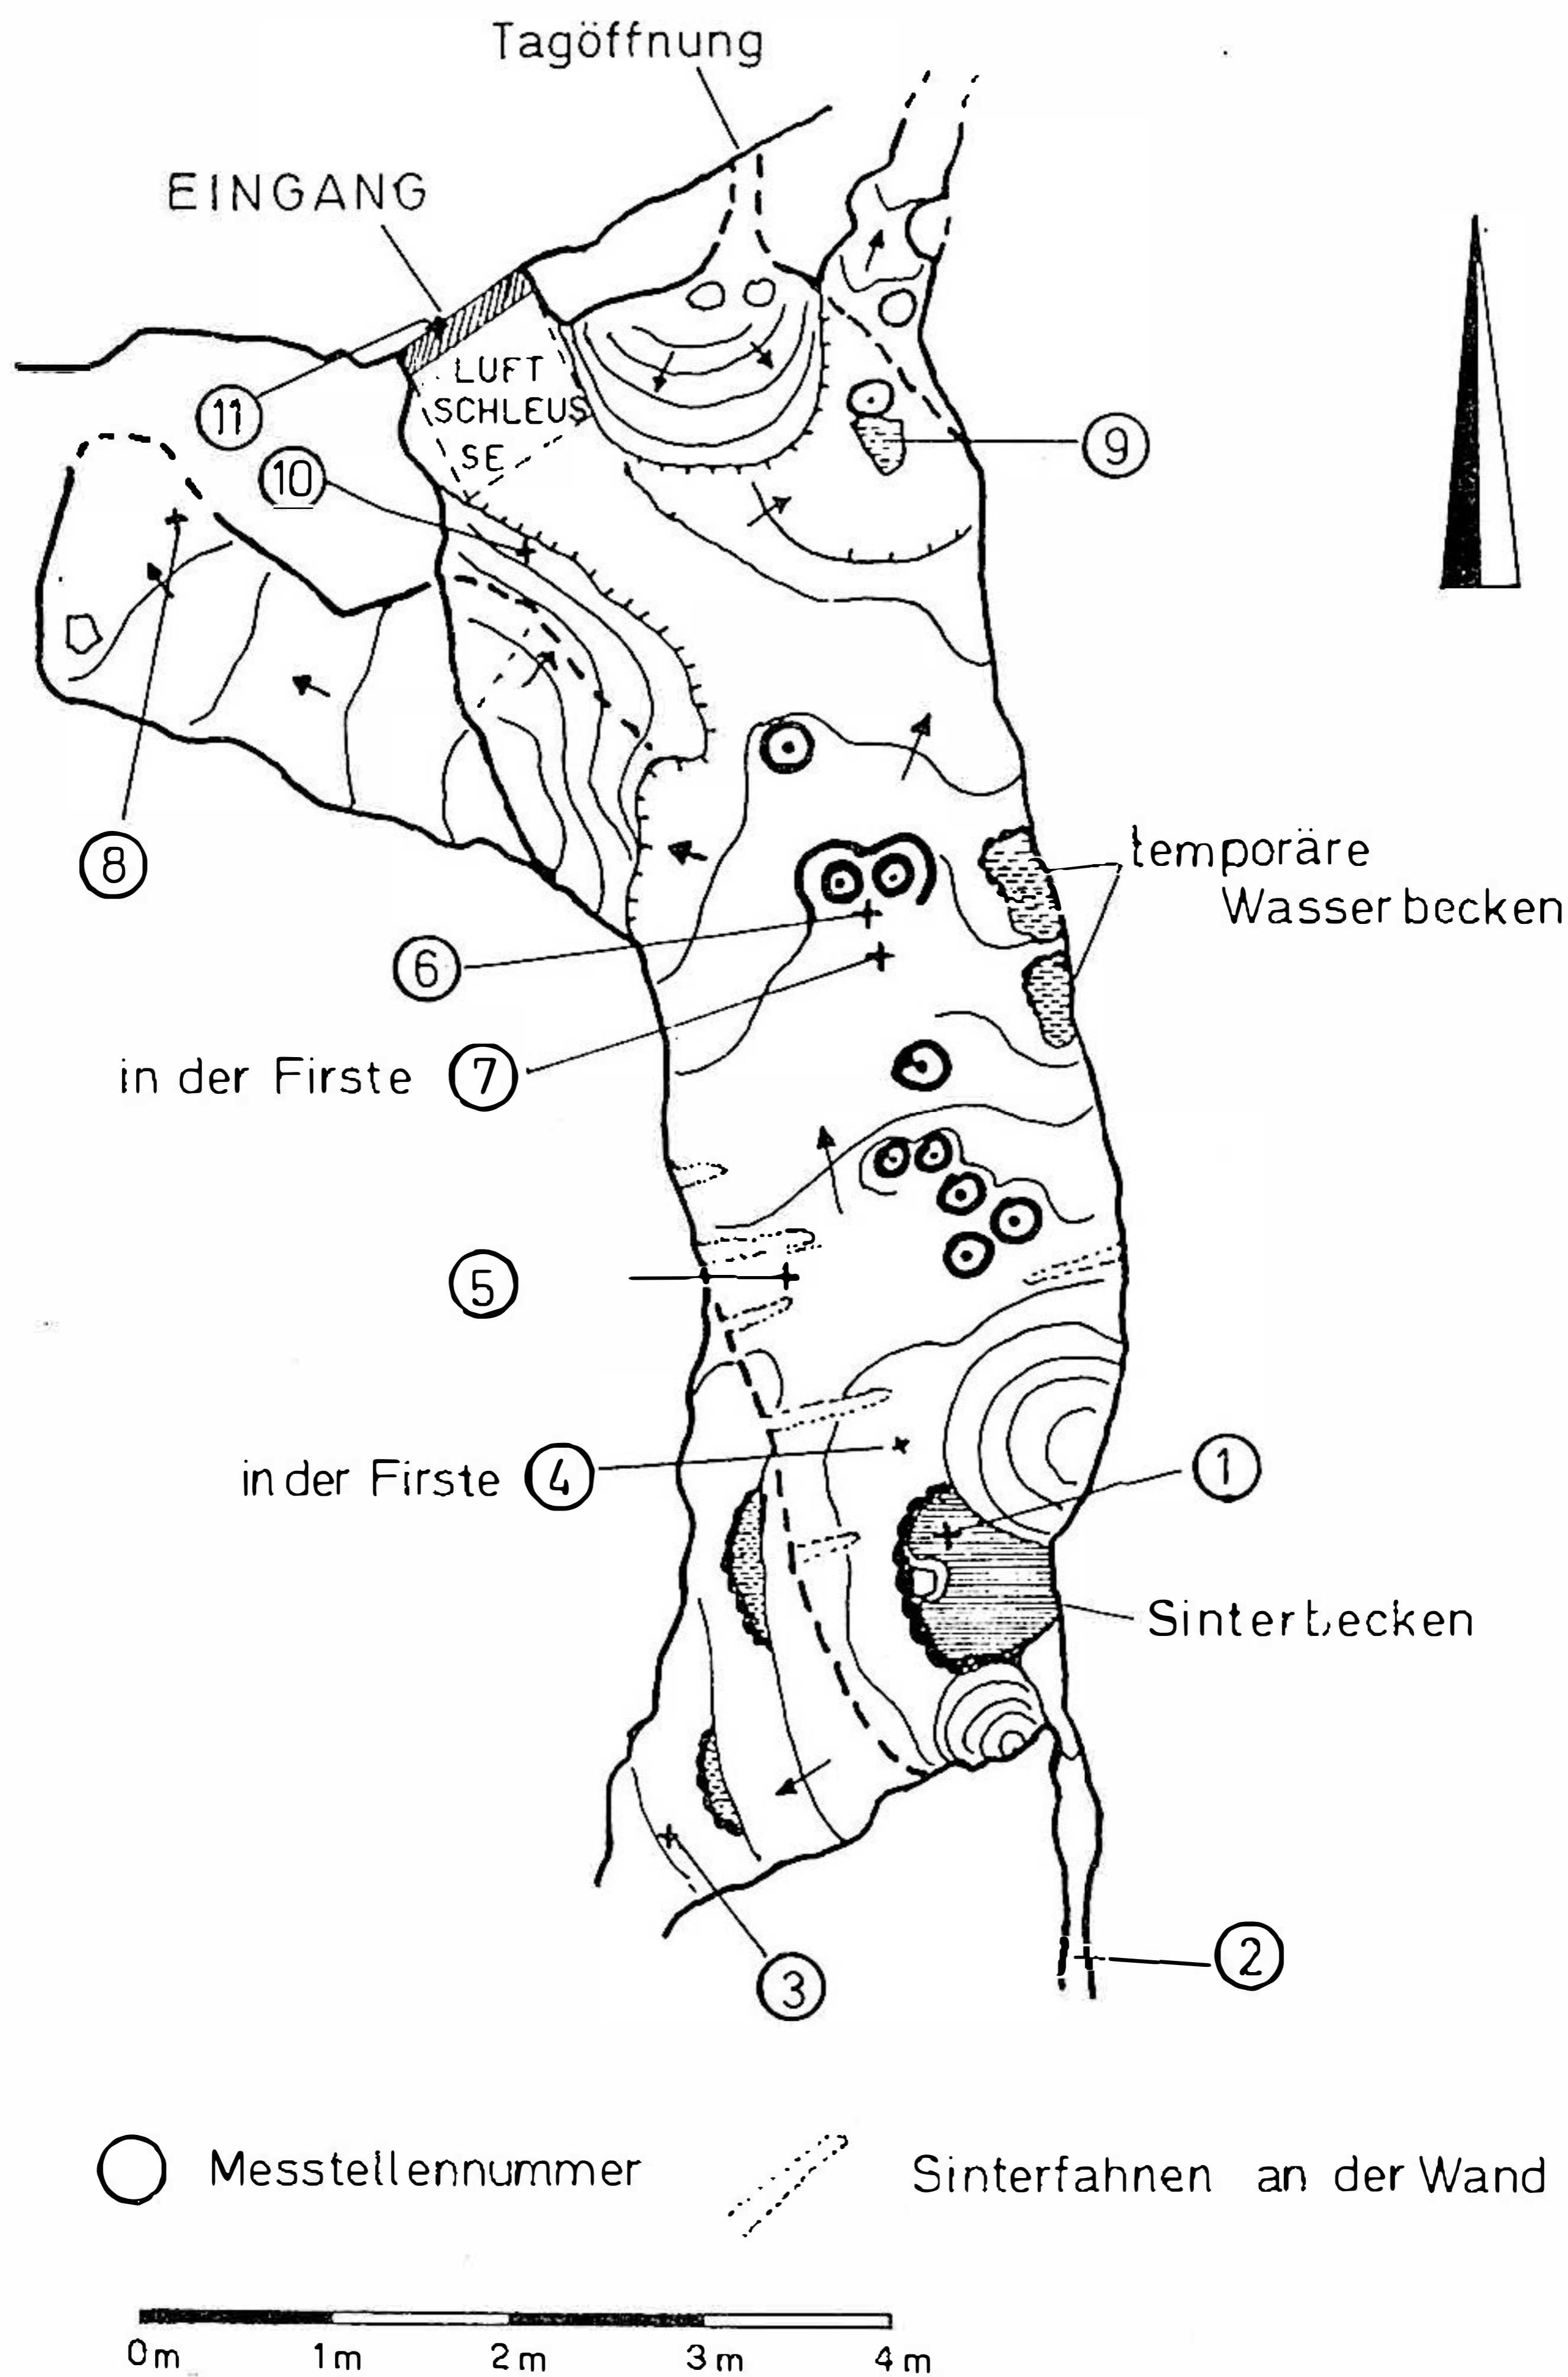 Tagöffnung
EINGANG
LUFT
SCHLEUS
SE
11
10
9
8
temporäre
Wasserbecken
6
in der Firste 7
5
in der Firste 4
1
Sinterbecken
2
3
Messtellennummer
Sinterfahnen an der Wand
0m 1m 2m 3m 4m